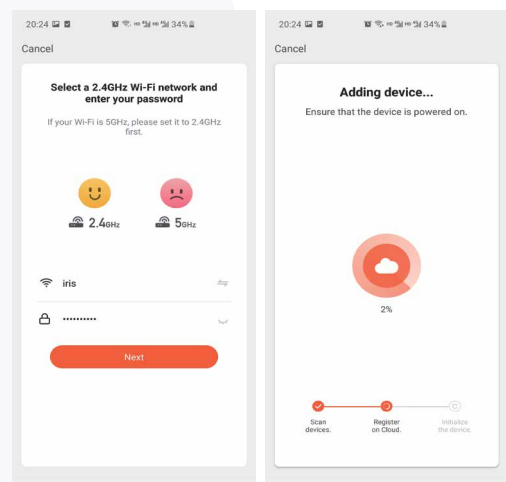 20:24 34%
Cancel
Select a 2.4GHz Wi-Fi network and
enter your password
If your Wi-Fi is 5GHz, please set it to 2.4GHz
first.
2.4GHz 5GHz
iris
••••••••••
Next
20:24 34%
Cancel
Adding device...
Ensure that the device is powered on.
2%
Scan
devices.
Register
on Cloud.
Initialize
the device.